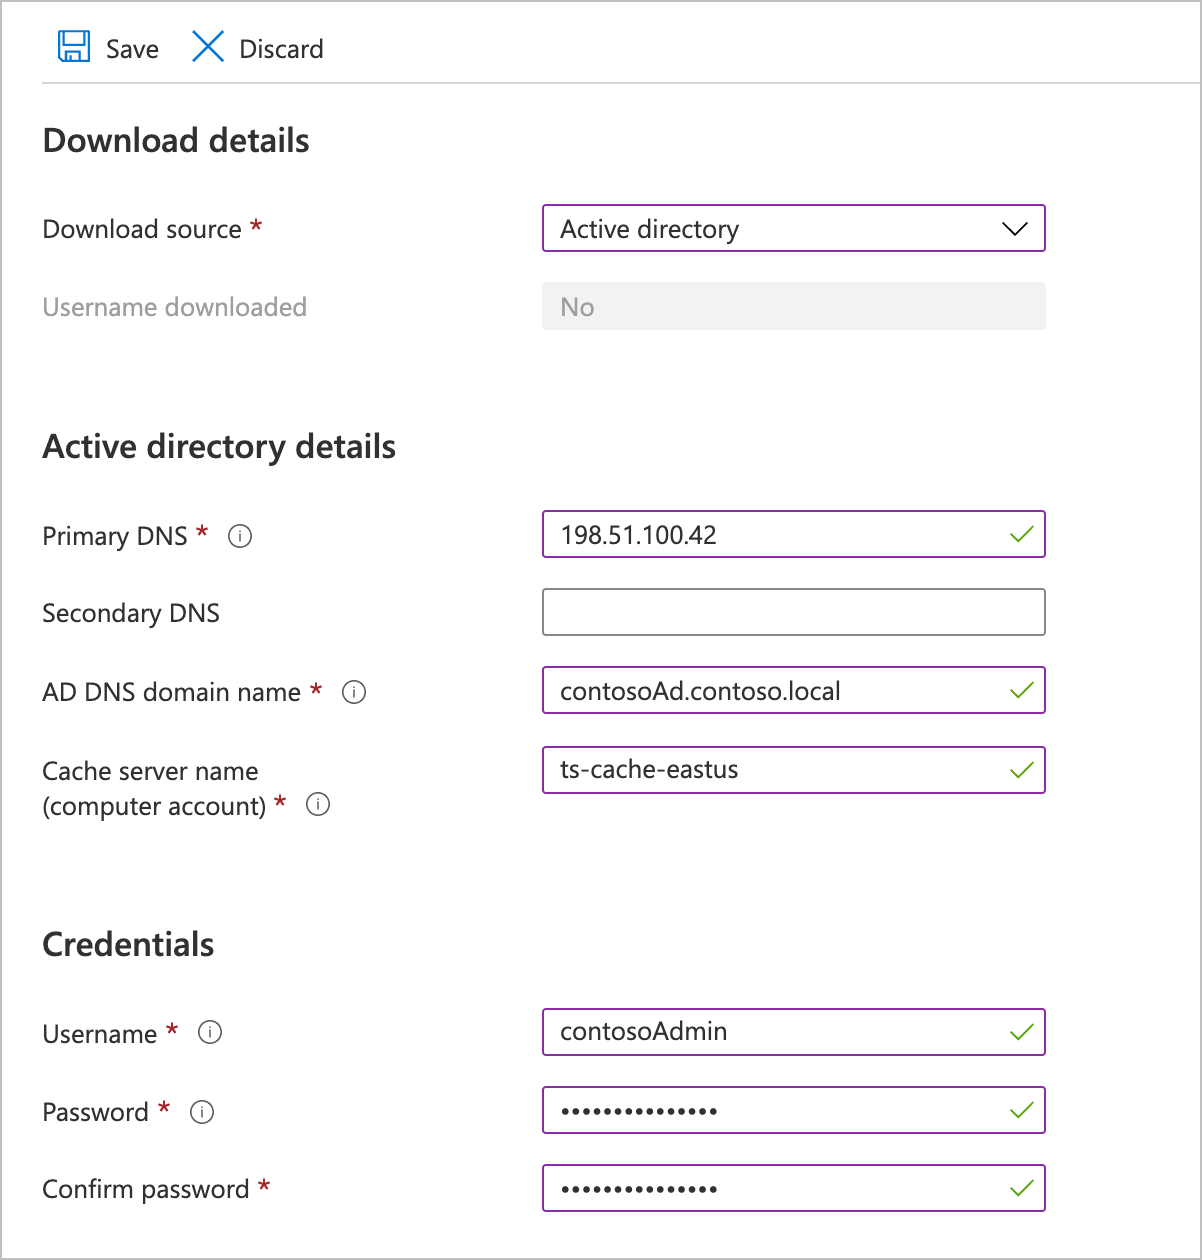 Save Discard
Download details
Download source * Active directory
Username downloaded No
Active directory details
Primary DNS * 198.51.100.42
Secondary DNS
AD DNS domain name * contosoAd.contoso.local
Cache server name ts-cache-eastus
(computer account) *
Credentials
Username * contosoAdmin
Password * •••••••••••••••
Confirm password * •••••••••••••••